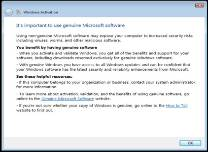 Windows Activation
It's important to use genuine Microsoft software
Using nongenuine Microsoft software may expose your computer to increased security risks,
including viruses, worms, and other malicious software.
You benefit by having genuine software
- When you activate and validate Windows, you get all of the benefits and support for your
software, including downloads reserved exclusively for genuine windows software.
- With genuine Windows you have access to all Windows updates and can be confident that
your Windows software has the latest security and reliability enhancements from Microsoft.
See these helpful resources:
- If this computer belongs to your organization or business, contact your system administrator
for more information.
- To learn more about activation, validation, and the benefits of using genuine software, go
online to the Genuine Microsoft Software website.
- If you're not sure whether your copy of Windows is genuine, go online to the How to Tell
website to find out.
OK